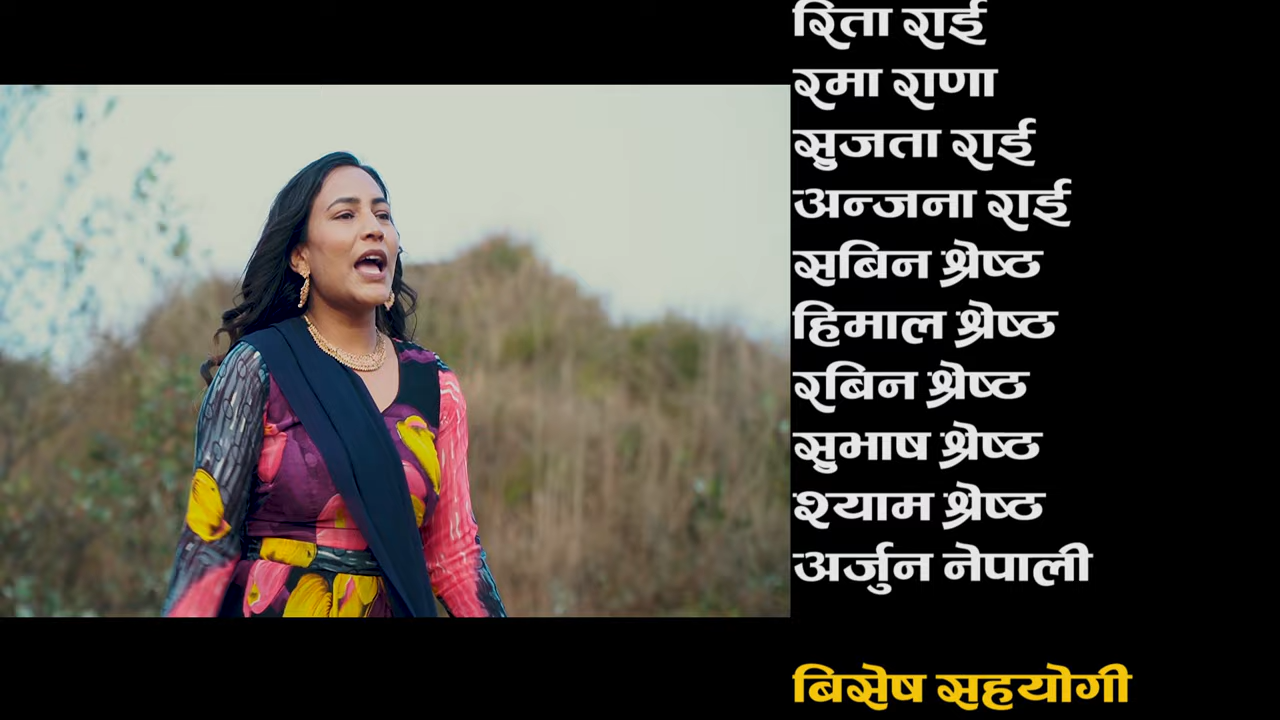 रिता राई
रमा राणा
सुजता राई
अन्जना राई
सबिन श्रेष्ठ
हिमाल श्रेष्ठ
रबिन श्रेष्ठ
सुभाष श्रेष्ठ
श्याम श्रेष्ठ
अर्जुन नेपाली
बिसेष सहयोगी